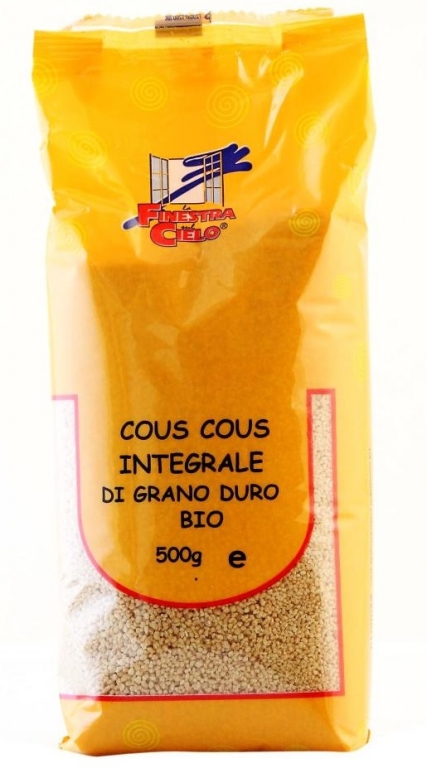 la
FINESTRA
sul
CIELO®
COUS COUS
INTEGRALE
DI GRANO DURO
BIO
500g e